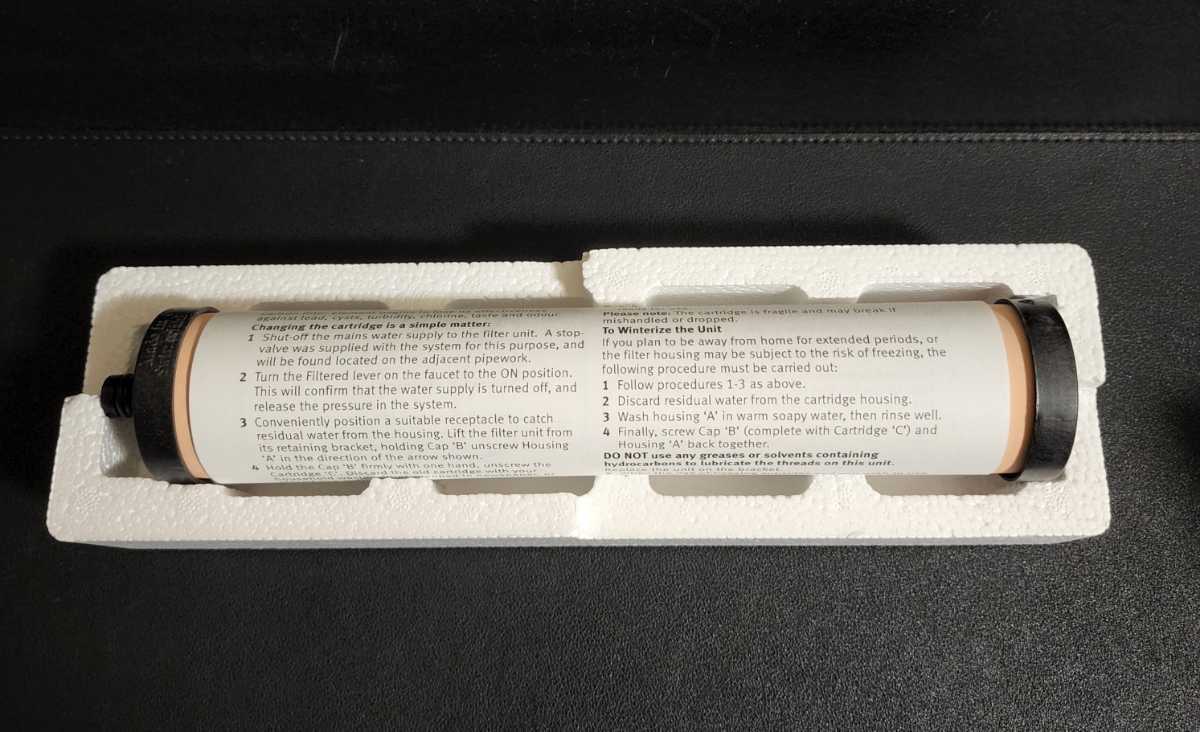 against lead, cysts, turbidity, chlorine, taste and odour
Changing the cartridge is a simple matter:
1 Shut-off the mains water supply to the filter unit. A stop-
valve was supplied with the system for this purpose, and
will be found located on the adjacent pipework.
2 Turn the Filtered lever on the faucet to the ON position.
This will confirm that the water supply is turned off, and
release the pressure in the system.
3 Conveniently position a suitable receptacle to catch
residual water from the housing. Lift the filter unit from
its retaining bracket, holding Cap ‘B’ unscrew Housing
‘A’ in the direction of the arrow shown.
4 Hold the Cap ‘B’ firmly with one hand, unscrew the
Cartridge ‘C’. Discard the old cartridge with your
household
Please note: The cartridge is fragile and may break if
mishandled or dropped.
To Winterize the Unit
If you plan to be away from home for extended periods, or
the filter housing may be subject to the risk of freezing, the
following procedure must be carried out:
1 Follow procedures 1-3 as above.
2 Discard residual water from the cartridge housing.
3 Wash housing ‘A’ in warm soapy water, then rinse well.
4 Finally, screw Cap ‘B’ (complete with Cartridge ‘C’) and
Housing ‘A’ back together.
DO NOT use any greases or solvents containing
hydrocarbons to lubricate the threads on this unit.
Replace the unit on the bracket.